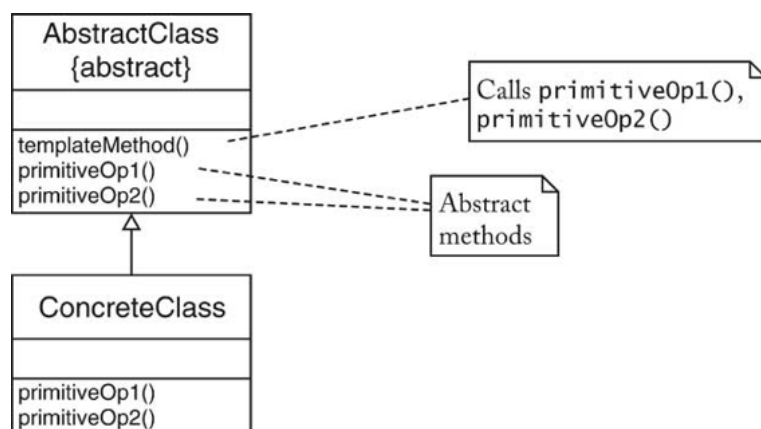 AbstractClass
{abstract}
templateMethod()
primitiveOp1()
primitiveOp2()
Calls primitiveOp1(),
primitiveOp2()
Abstract
methods
ConcreteClass
primitiveOp1()
primitiveOp2()